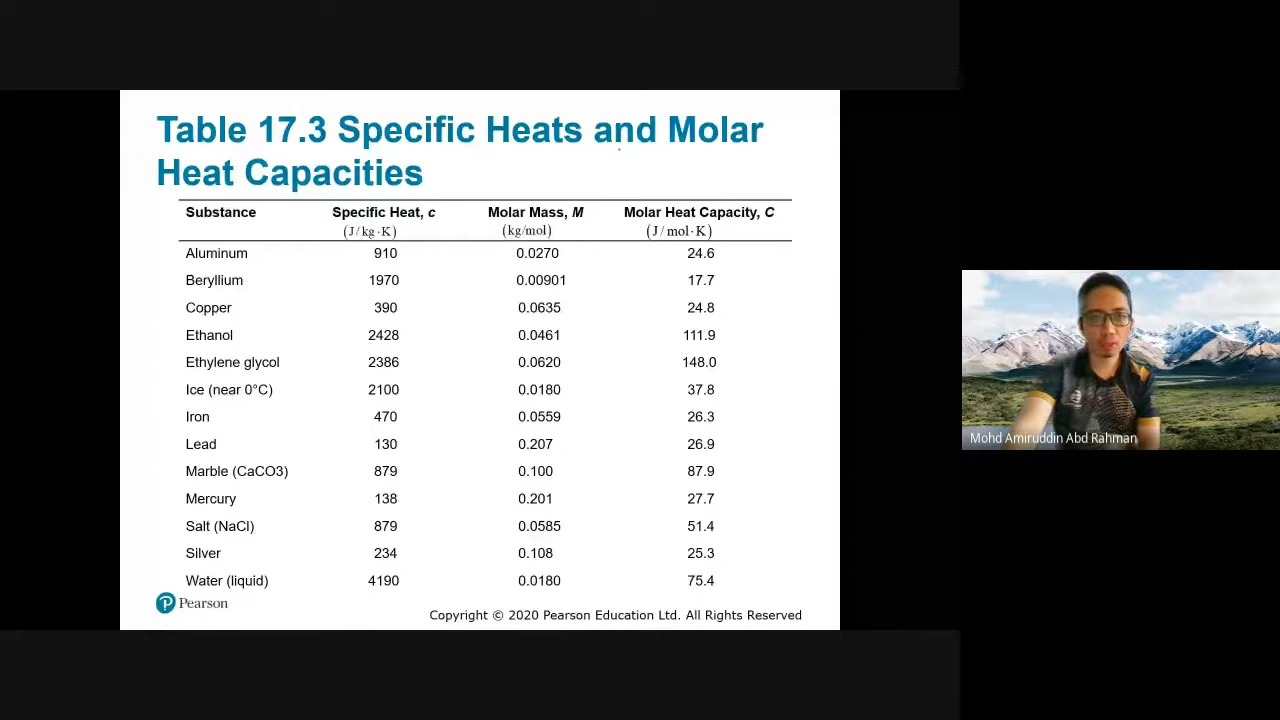 Table 17.3 Specific Heats and Molar
Heat Capacities
Substance Specific Heat, c Molar Mass, M Molar Heat Capacity, C
(J/kg·K) (kg/mol) (J/mol·K)
Aluminum 910 0.0270 24.6
Beryllium 1970 0.00901 17.7
Copper 390 0.0635 24.8
Ethanol 2428 0.0461 111.9
Ethylene glycol 2386 0.0620 148.0
Ice (near 0°C) 2100 0.0180 37.8
Iron 470 0.0559 26.3
Lead 130 0.207 26.9
Marble (CaCO3) 879 0.100 87.9
Mercury 138 0.201 27.7
Salt (NaCl) 879 0.0585 51.4
Silver 234 0.108 25.3
Water (liquid) 4190 0.0180 75.4
P Pearson
Copyright © 2020 Pearson Education Ltd. All Rights Reserved
Mohd Amiruddin Abd Rahman